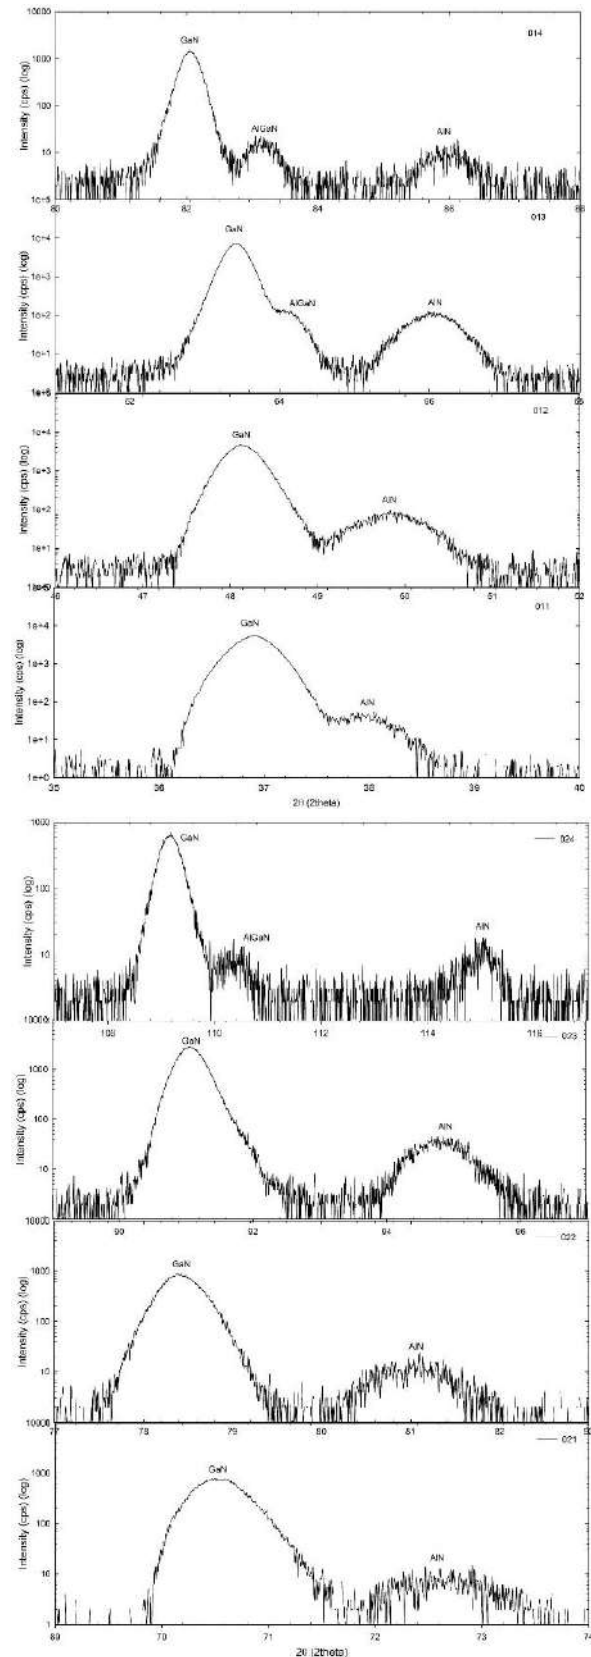 10000
GaN
014
Intensity (cps) (log)
1000
100
AlGaN
AlN
10
80 82 84 86 88
GaN
013
1e+4
Intensity (cps) (log)
1e+3
AlGaN
AlN
1e+2
1e+1
62 64 66
GaN
012
1e+4
Intensity (cps) (log)
1e+3
AlN
1e+2
1e+1
46 47 48 49 50 51 52
GaN
011
1e+4
Intensity (cps) (log)
1e+3
AlN
1e+2
1e+1
1e+0
35 36 37 38 39 40
2θ (2theta)
1000
GaN
024
Intensity (cps) (log)
100
AlGaN
AlN
10
108 110 112 114 116
GaN
023
1000
Intensity (cps) (log)
100
AlN
10
10000
90 92 94 96
GaN
022
1000
Intensity (cps) (log)
100
AlN
10
10000
77 78 79 80 81 82
GaN
021
1000
Intensity (cps) (log)
100
AlN
10
1
69 70 71 72 73 74
2θ (2theta)